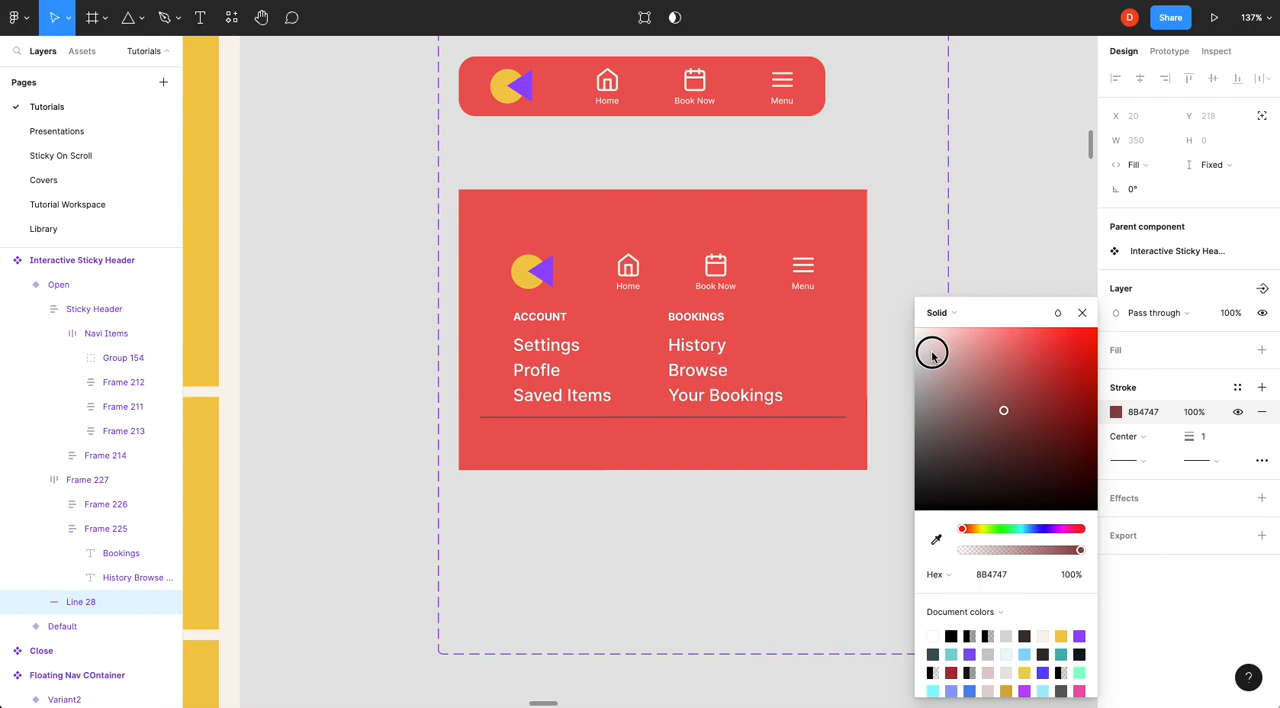 D
Share
137%
Layers
Assets
Tutorials
Design
Prototype
Inspect
Pages
Tutorials
Presentations
Sticky On Scroll
Covers
Tutorial Workspace
Library
Interactive Sticky Header
Open
Sticky Header
Navi Items
Group 154
Frame 212
Frame 211
Frame 213
Frame 214
Frame 227
Frame 226
Frame 225
Bookings
History Browse ...
Line 28
Default
Close
Floating Nav COntainer
Variant2
Home
Book Now
Menu
Home
Book Now
Menu
ACCOUNT
BOOKINGS
Settings
History
Profle
Browse
Saved Items
Your Bookings
Solid
Hex
8B4747
100%
Document colors
X 20
Y 218
W 350
H 0
Fill
Fixed
0°
Parent component
Interactive Sticky Hea...
Layer
Pass through
100%
Fill
Stroke
8B4747
100%
Center
1
Effects
Export
?